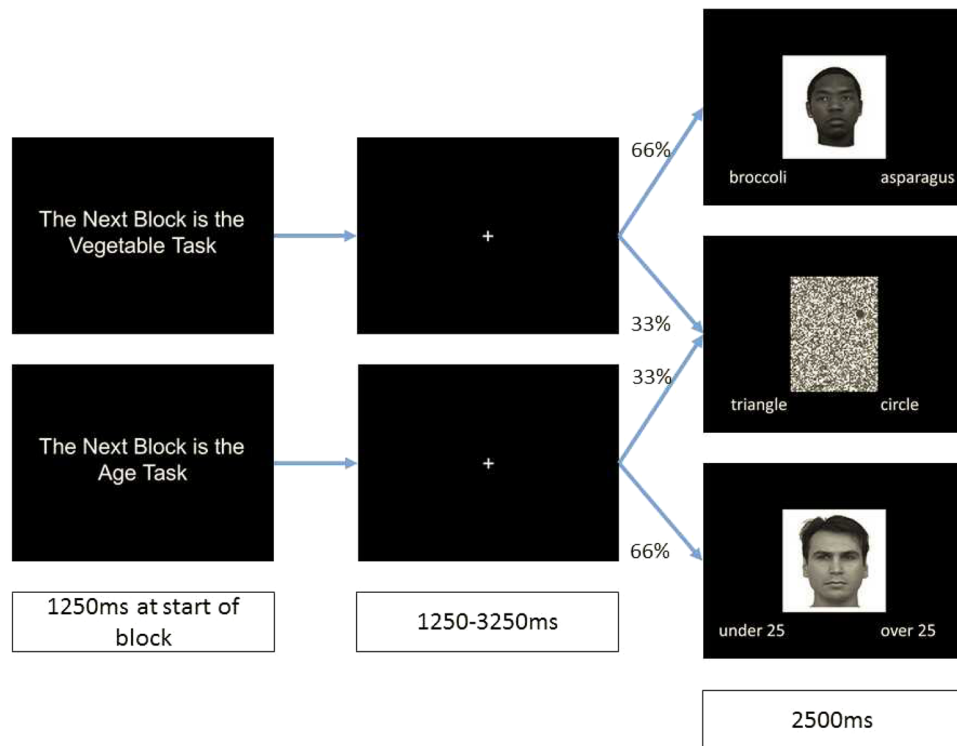 The Next Block is the
Vegetable Task
+
66%
33%
broccoli asparagus
triangle circle
The Next Block is the
Age Task
+
33%
66%
under 25 over 25
1250ms at start of
block
1250-3250ms
2500ms